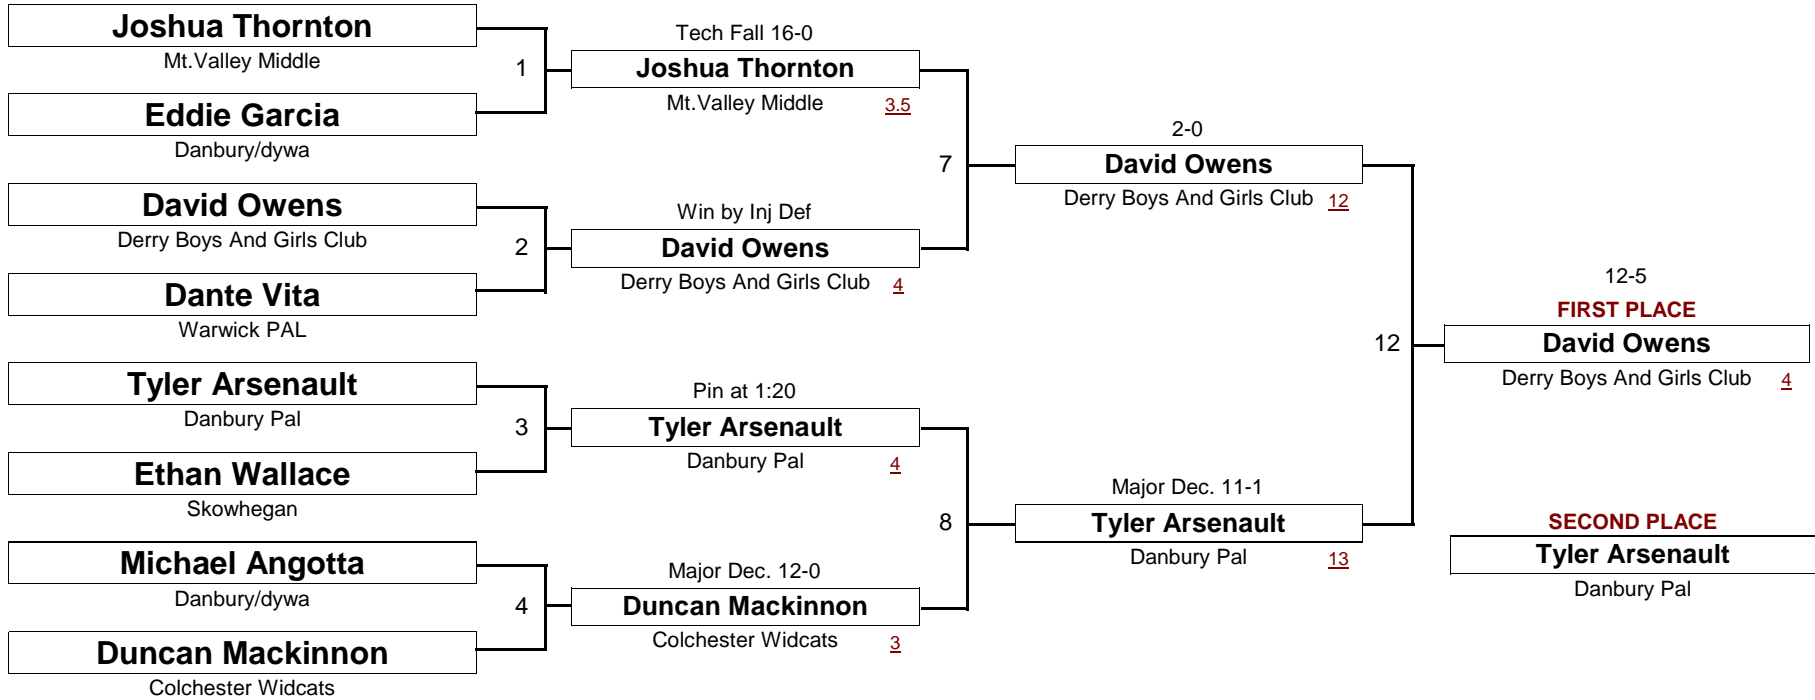 Joshua Thornton
Mt.Valley Middle
1
Eddie Garcia
Danbury/dywa
David Owens
Derry Boys And Girls Club
2
Dante Vita
Warwick PAL
Tyler Arsenault
Danbury Pal
3
Ethan Wallace
Skowhegan
Michael Angotta
Danbury/dywa
4
Duncan Mackinnon
Colchester Widcats
Tech Fall 16-0
Joshua Thornton
Mt.Valley Middle 3.5
7
Win by Inj Def
David Owens
Derry Boys And Girls Club 4
Pin at 1:20
Tyler Arsenault
Danbury Pal 4
8
Major Dec. 12-0
Duncan Mackinnon
Colchester Widcats 3
2-0
David Owens
Derry Boys And Girls Club 12
12
Major Dec. 11-1
Tyler Arsenault
Danbury Pal 13
12-5
FIRST PLACE
David Owens
Derry Boys And Girls Club 4
SECOND PLACE
Tyler Arsenault
Danbury Pal